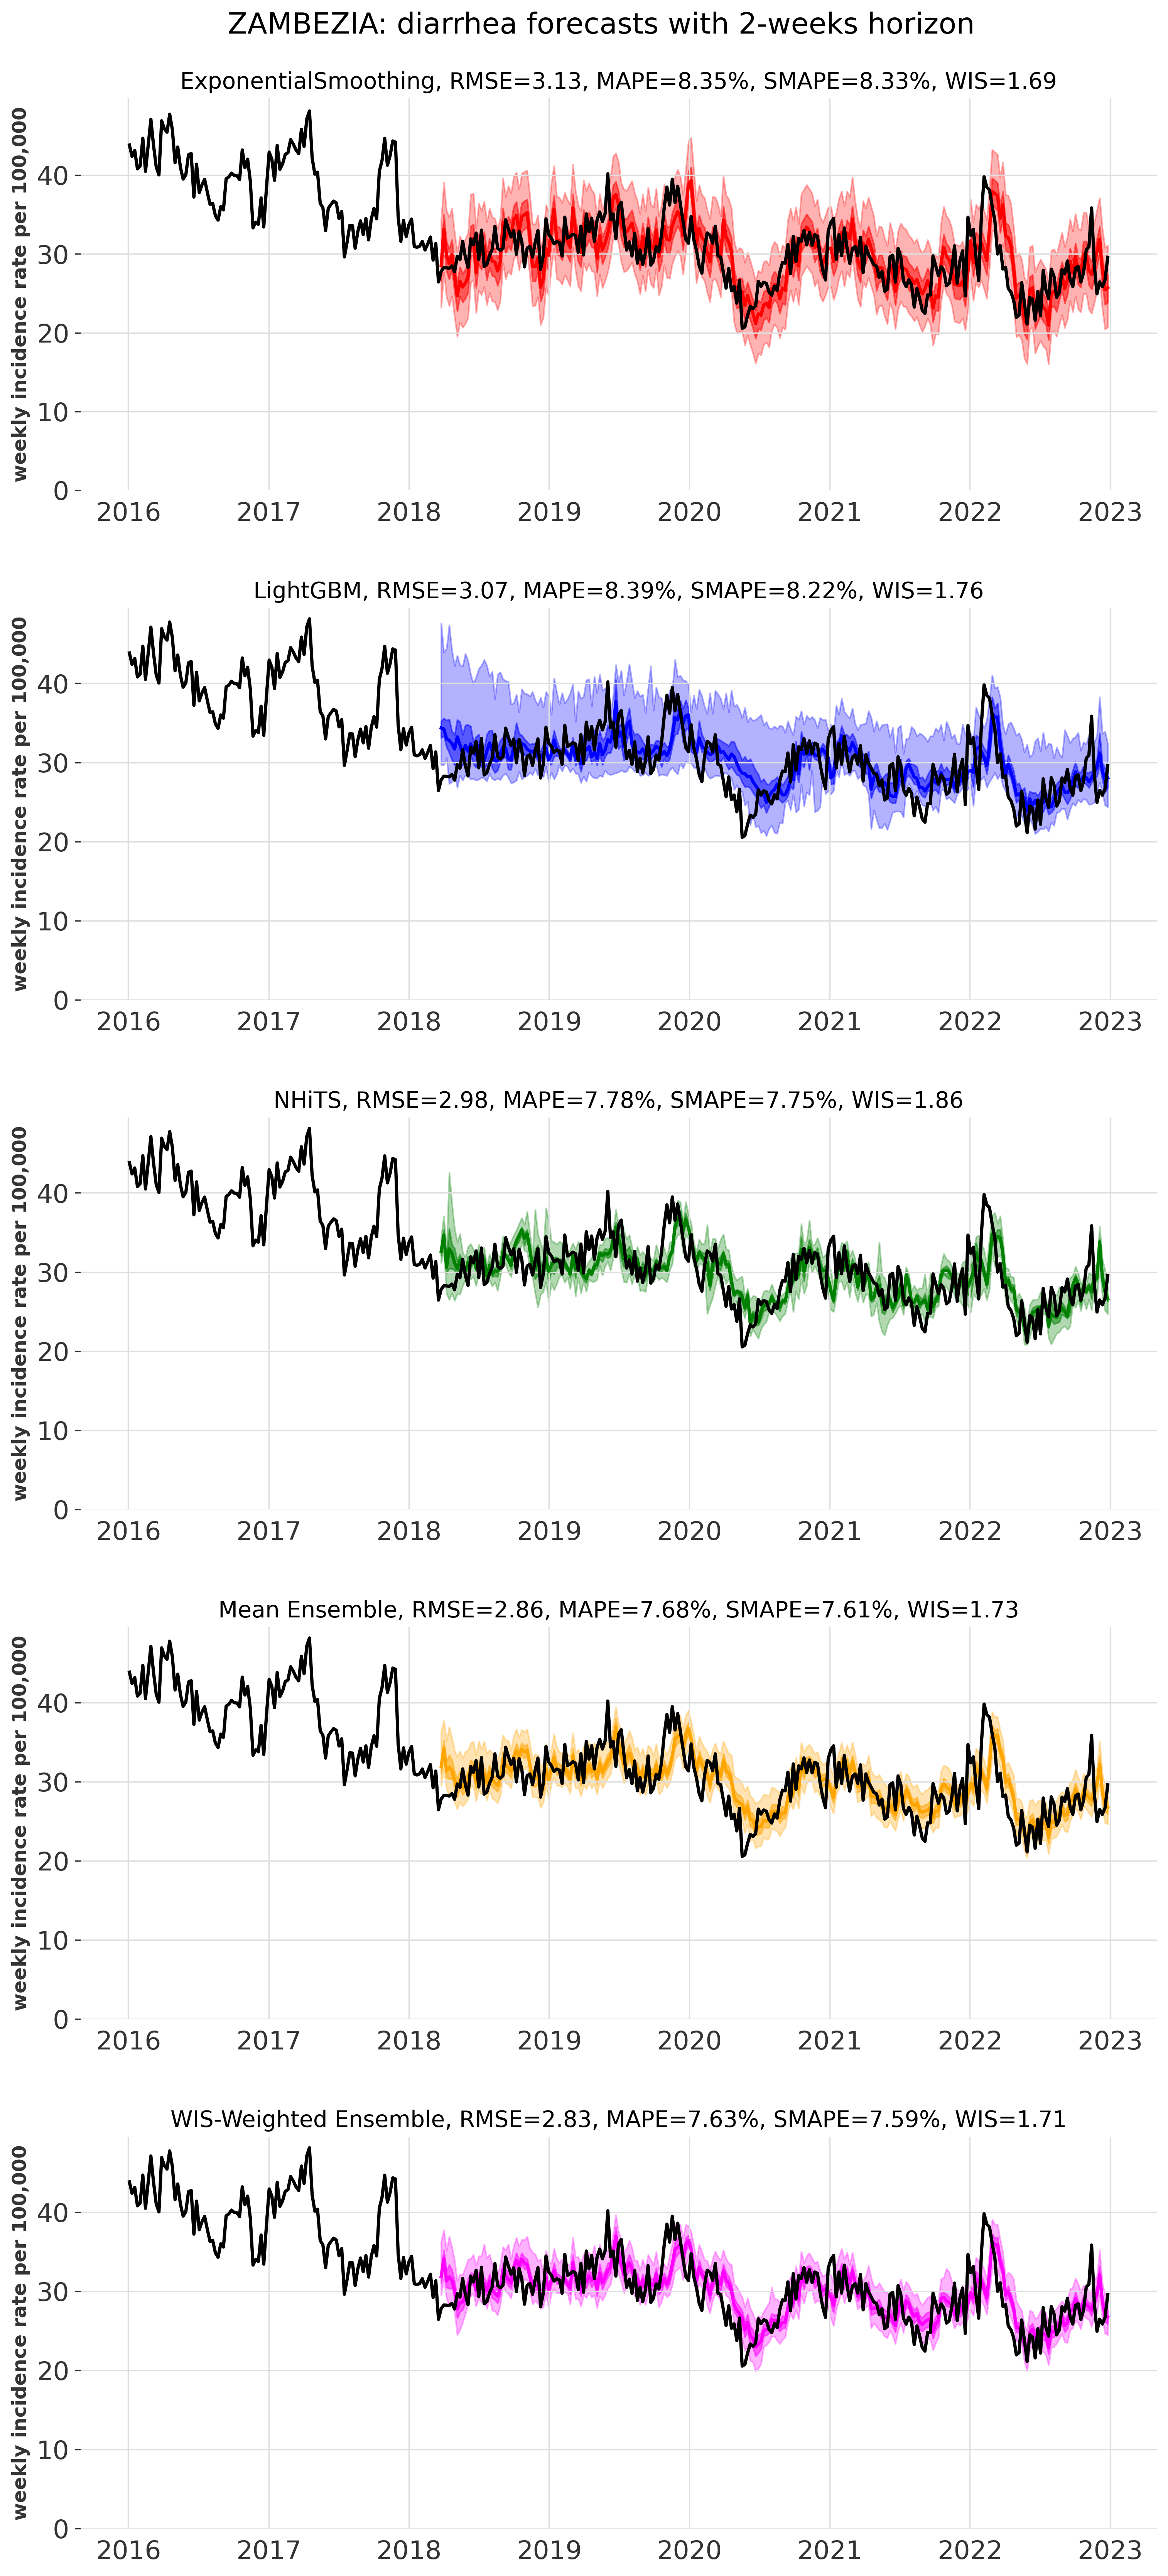 ZAMBEZIA: diarrhea forecasts with 2-weeks horizon
ExponentialSmoothing, RMSE=3.13, MAPE=8.35%, SMAPE=8.33%, WIS=1.69
weekly incidence rate per 100,000
40
30
20
10
0
2016 2017 2018 2019 2020 2021 2022 2023
LightGBM, RMSE=3.07, MAPE=8.39%, SMAPE=8.22%, WIS=1.76
weekly incidence rate per 100,000
40
30
20
10
0
2016 2017 2018 2019 2020 2021 2022 2023
NHiTS, RMSE=2.98, MAPE=7.78%, SMAPE=7.75%, WIS=1.86
weekly incidence rate per 100,000
40
30
20
10
0
2016 2017 2018 2019 2020 2021 2022 2023
Mean Ensemble, RMSE=2.86, MAPE=7.68%, SMAPE=7.61%, WIS=1.73
weekly incidence rate per 100,000
40
30
20
10
0
2016 2017 2018 2019 2020 2021 2022 2023
WIS-Weighted Ensemble, RMSE=2.83, MAPE=7.63%, SMAPE=7.59%, WIS=1.71
weekly incidence rate per 100,000
40
30
20
10
0
2016 2017 2018 2019 2020 2021 2022 2023